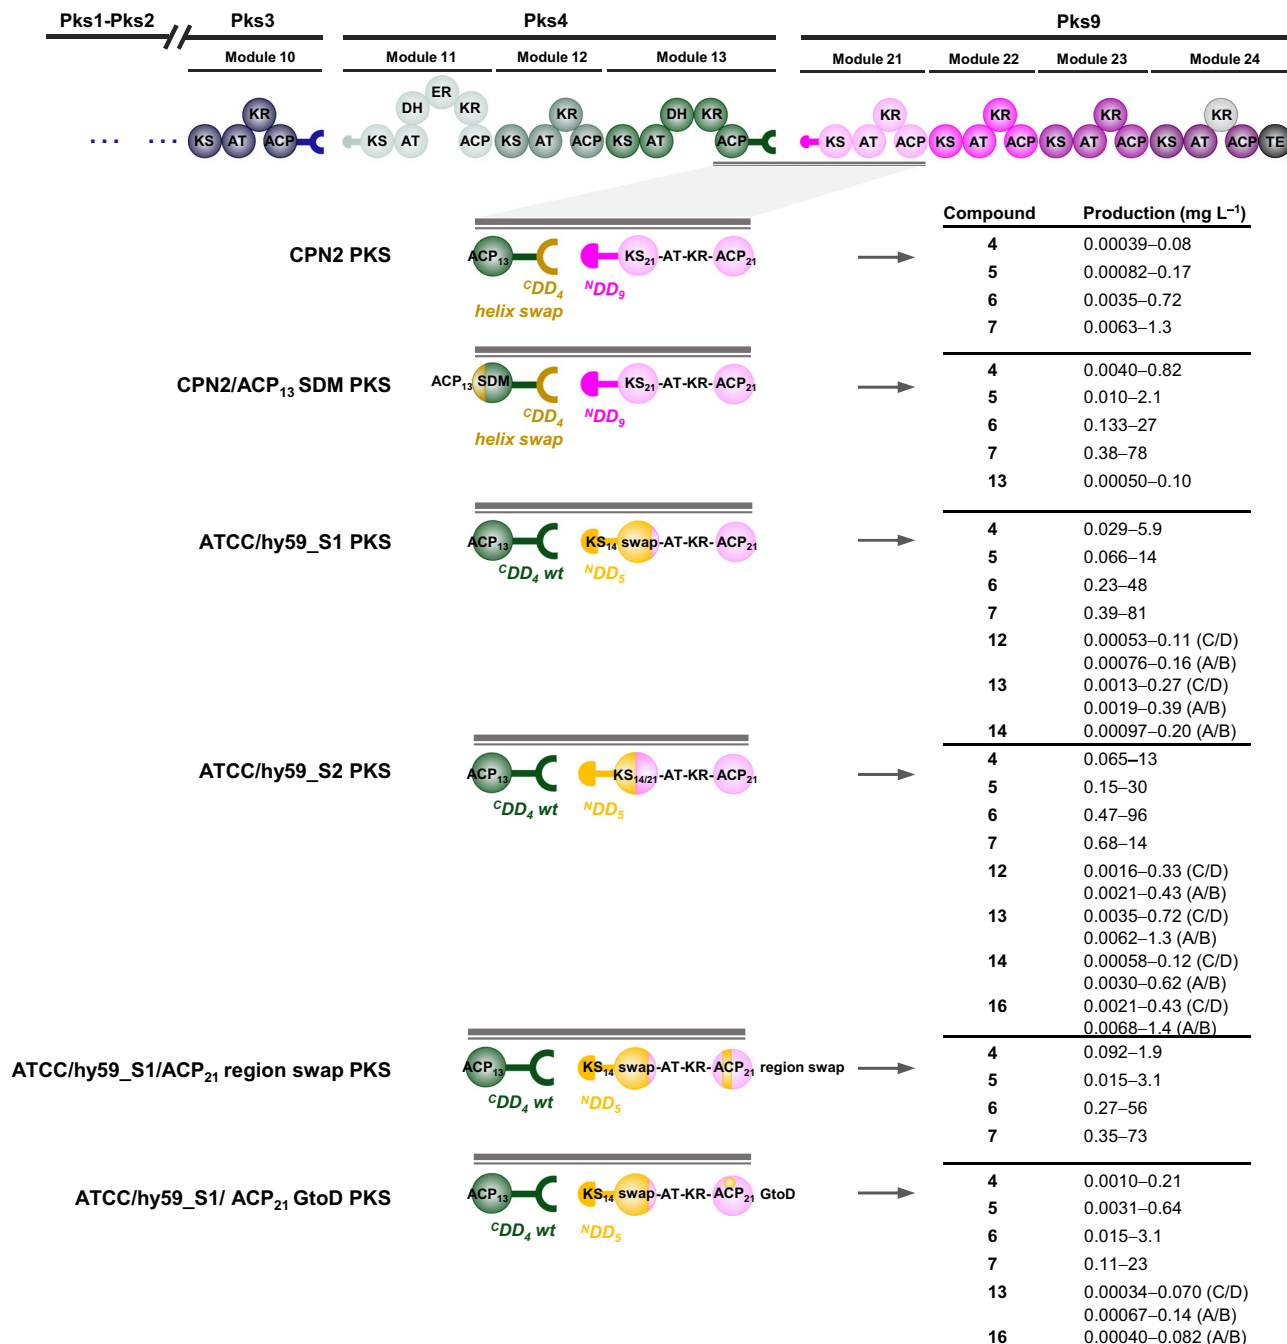 Pks1-Pks2 Pks3 Pks4 Pks9
Module 10 Module 11 Module 12 Module 13 Module 21 Module 22 Module 23 Module 24
ER
DH KR KR DH KR KR KR KR KR
KR
... ... KS AT ACP KS AT ACP KS AT ACP KS AT ACP KS AT ACP KS AT ACP KS AT ACP KS AT ACP TE
Compound Production (mg L⁻¹)
CPN2 PKS
ACP₁₃ KS₂₁-AT-KR-ACP₂₁
ᶜDD₄ ᴺDD₉
helix swap
4 0.00039–0.08
5 0.00082–0.17
6 0.0035–0.72
7 0.0063–1.3
CPN2/ACP₁₃ SDM PKS
ACP₁₃ SDM KS₂₁-AT-KR-ACP₂₁
ᶜDD₄ ᴺDD₉
helix swap
4 0.0040–0.82
5 0.010–2.1
6 0.133–27
7 0.38–78
13 0.00050–0.10
ATCC/hy59_S1 PKS
ACP₁₃ KS₁₄ swap-AT-KR-ACP₂₁
ᶜDD₄ wt ᴺDD₅
4 0.029–5.9
5 0.066–14
6 0.23–48
7 0.39–81
12 0.00053–0.11 (C/D)
0.00076–0.16 (A/B)
13 0.0013–0.27 (C/D)
0.0019–0.39 (A/B)
14 0.00097–0.20 (A/B)
ATCC/hy59_S2 PKS
ACP₁₃ KS₁₄/₂₁-AT-KR-ACP₂₁
ᶜDD₄ wt ᴺDD₅
4 0.065–13
5 0.15–30
6 0.47–96
7 0.68–14
12 0.0016–0.33 (C/D)
0.0021–0.43 (A/B)
13 0.0035–0.72 (C/D)
0.0062–1.3 (A/B)
14 0.00058–0.12 (C/D)
0.0030–0.62 (A/B)
16 0.0021–0.43 (C/D)
0.0068–1.4 (A/B)
ATCC/hy59_S1/ACP₂₁ region swap PKS
ACP₁₃ KS₁₄ swap-AT-KR-ACP₂₁ region swap
ᶜDD₄ wt ᴺDD₅
4 0.092–1.9
5 0.015–3.1
6 0.27–56
7 0.35–73
ATCC/hy59_S1/ ACP₂₁ GtoD PKS
ACP₁₃ KS₁₄ swap-AT-KR-ACP₂₁ GtoD
ᶜDD₄ wt ᴺDD₅
4 0.0010–0.21
5 0.0031–0.64
6 0.015–3.1
7 0.11–23
13 0.00034–0.070 (C/D)
0.00067–0.14 (A/B)
16 0.00040–0.082 (A/B)